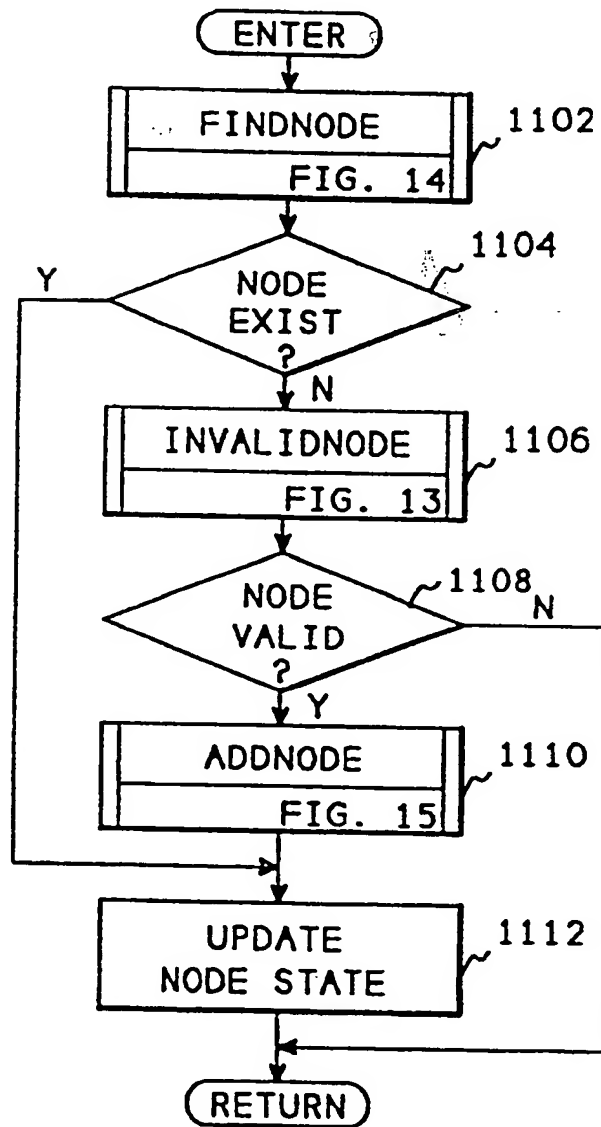 ENTER
FINDNODE
1102
FIG. 14
1104
Y
NODE
EXIST
?
N
INVALIDNODE
1106
FIG. 13
1108
NODE
VALID
?
N
Y
ADDNODE
1110
FIG. 15
UPDATE
NODE STATE
1112
RETURN